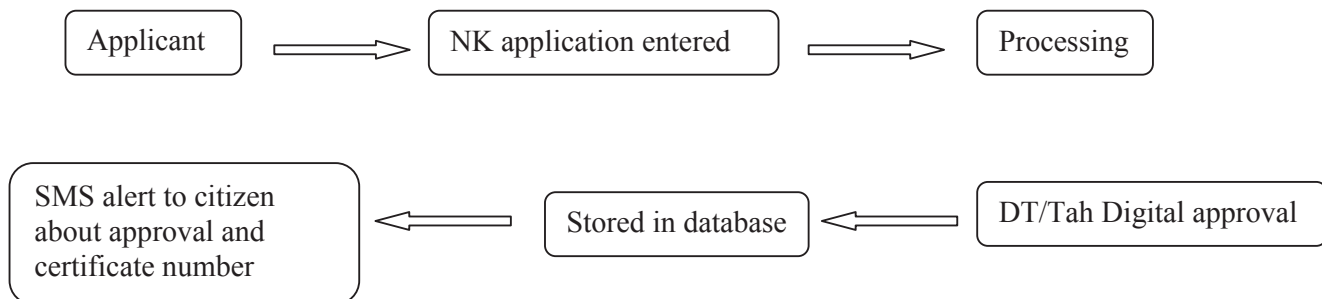 Applicant
NK application entered
Processing
SMS alert to citizen
about approval and
certificate number
Stored in database
DT/Tah Digital approval